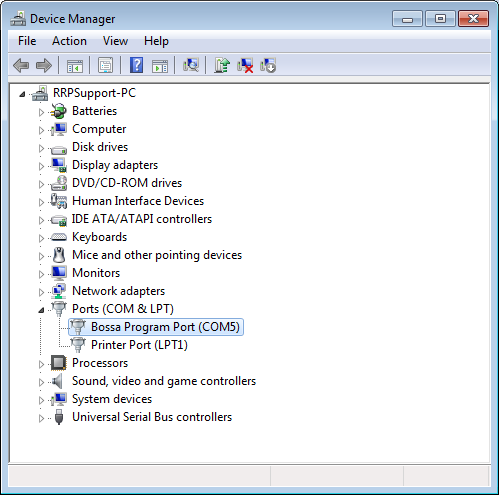 Device Manager
File Action View Help
RRPSupport-PC
Batteries
Computer
Disk drives
Display adapters
DVD/CD-ROM drives
Human Interface Devices
IDE ATA/ATAPI controllers
Keyboards
Mice and other pointing devices
Monitors
Network adapters
Ports (COM & LPT)
Bossa Program Port (COM5)
Printer Port (LPT1)
Processors
Sound, video and game controllers
System devices
Universal Serial Bus controllers